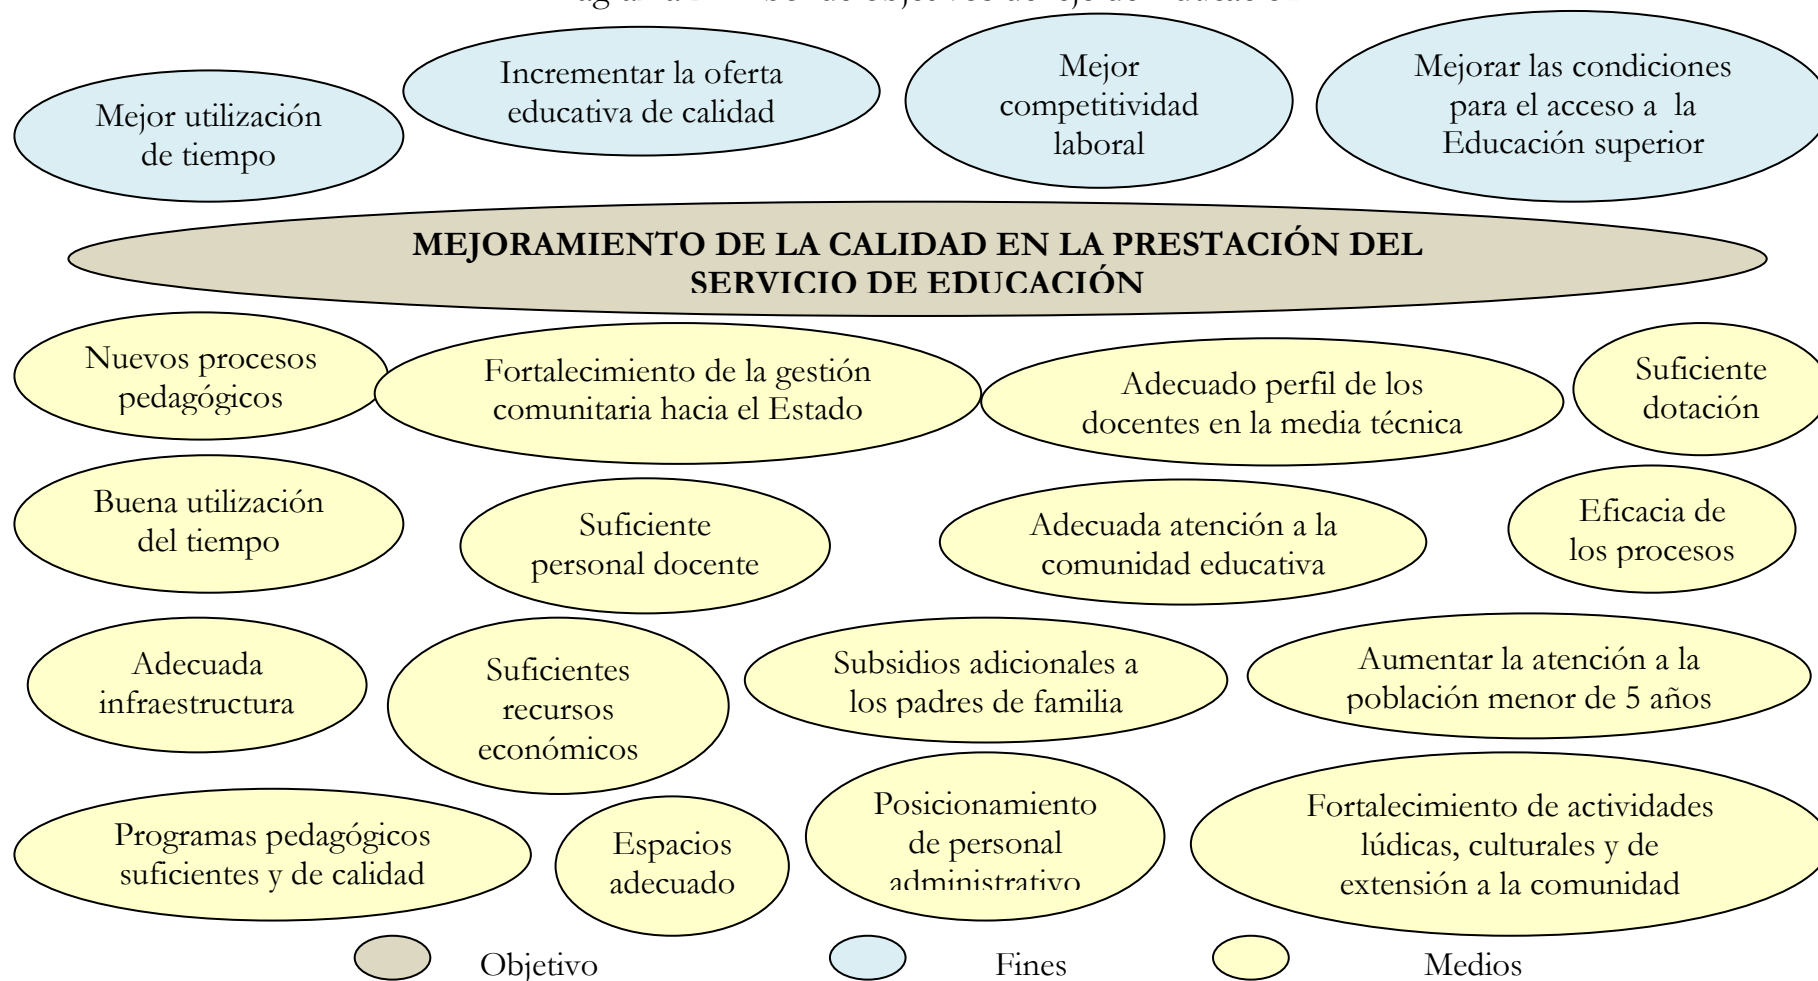 de objetivos del eje de Educación
Mejor utilización
de tiempo
Incrementar la oferta
educativa de calidad
Mejor
competitividad
laboral
Mejorar las condiciones
para el acceso a la
Educación superior
MEJORAMIENTO DE LA CALIDAD EN LA PRESTACIÓN DEL
SERVICIO DE EDUCACIÓN
Nuevos procesos
pedagógicos
Fortalecimiento de la gestión
comunitaria hacia el Estado
Adecuado perfil de los
docentes en la media técnica
Suficiente
dotación
Buena utilización
del tiempo
Suficiente
personal docente
Adecuada atención a la
comunidad educativa
Eficacia de
los procesos
Adecuada
infraestructura
Suficientes
recursos
económicos
Subsidios adicionales a
los padres de familia
Aumentar la atención a la
población menor de 5 años
Programas pedagógicos
suficientes y de calidad
Espacios
adecuado
Posicionamiento
de personal
administrativo
Fortalecimiento de actividades
lúdicas, culturales y de
extensión a la comunidad
Objetivo
Fines
Medios